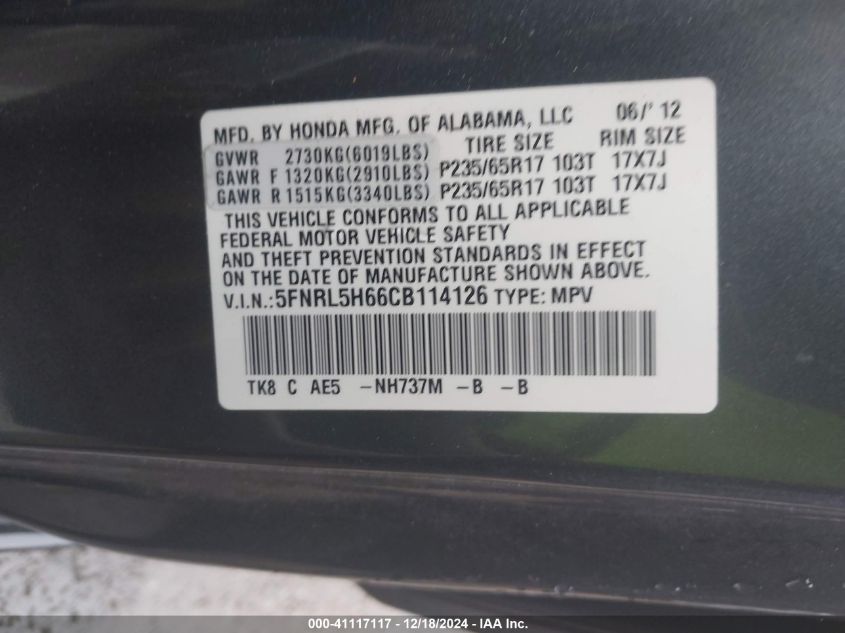 MFD. BY HONDA MFG. OF ALABAMA, LLC 06/' 12
GVWR 2730KG(6019LBS) TIRE SIZE RIM SIZE
GAWR F 1320KG(2910LBS) P235/65R17 103T 17X7J
GAWR R 1515KG(3340LBS) P235/65R17 103T 17X7J
THIS VEHICLE CONFORMS TO ALL APPLICABLE
FEDERAL MOTOR VEHICLE SAFETY
AND THEFT PREVENTION STANDARDS IN EFFECT
ON THE DATE OF MANUFACTURE SHOWN ABOVE.
V.I.N.:5FNRL5H66CB114126 TYPE: MPV
TK8 C AE5 -NH737M -B -B
000-41117117 - 12/18/2024 - IAA Inc.